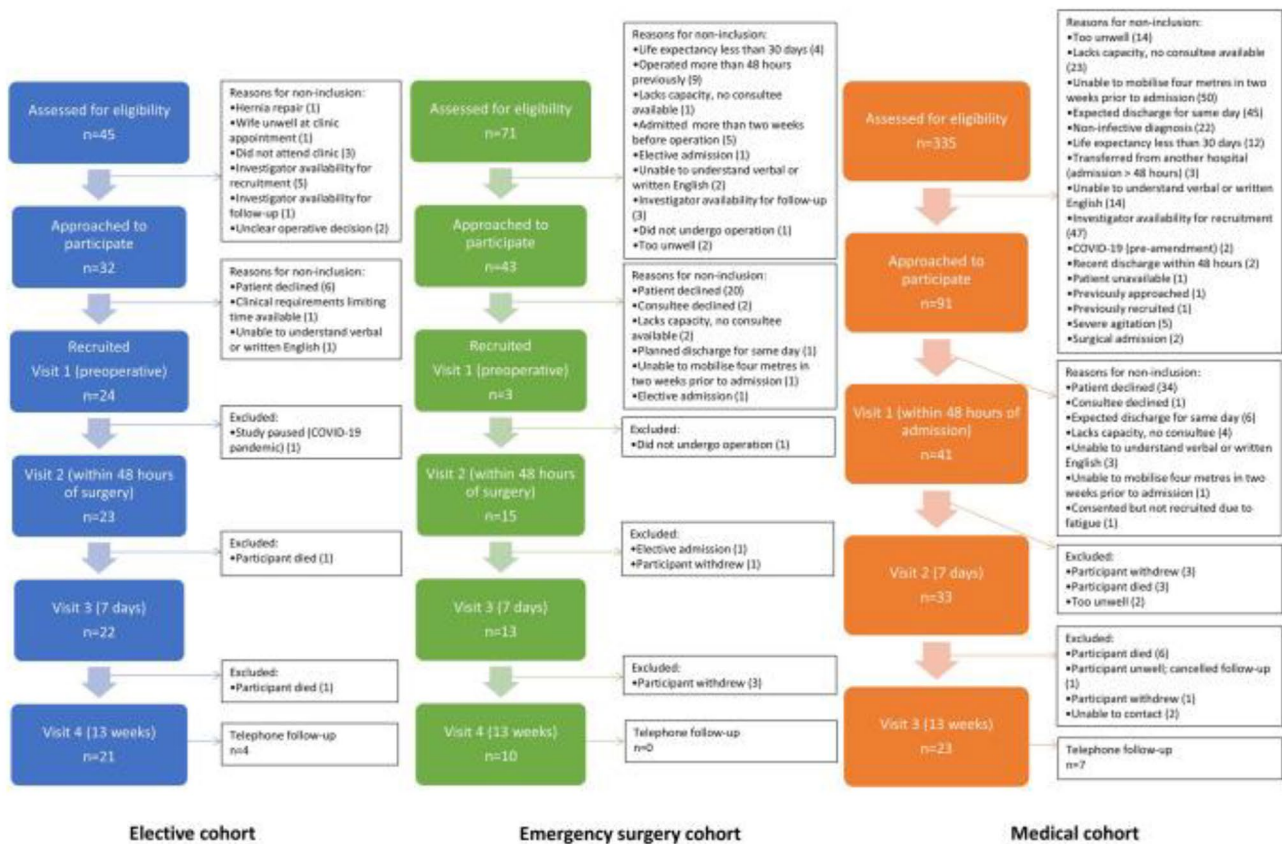 Assessed for eligibility
n=45
Reasons for non-inclusion:
•Hernia repair (1)
•Wife unwell at clinic
appointment (1)
•Did not attend clinic (3)
•Investigator availability for
recruitment (5)
•Investigator availability for
follow-up (1)
•Unclear operative decision (2)
Approached to
participate
n=32
Reasons for non-inclusion:
•Patient declined (6)
•Clinical requirements limiting
time available (1)
•Unable to understand verbal
or written English (1)
Recruited
Visit 1 (preoperative)
n=24
Excluded:
•Study paused (COVID-19
pandemic) (1)
Visit 2 (within 48 hours
of surgery)
n=23
Excluded:
•Participant died (1)
Visit 3 (7 days)
n=22
Excluded:
•Participant died (1)
Visit 4 (13 weeks)
n=21
Telephone follow-up
n=4
Elective cohort
Assessed for eligibility
n=71
Reasons for non-inclusion:
•Life expectancy less than 30 days (4)
•Operated more than 48 hours
previously (9)
•Lacks capacity, no consultee
available (1)
•Admitted more than two weeks
before operation (5)
•Elective admission (1)
•Unable to understand verbal or
written English (2)
•Investigator availability for follow-up
(3)
•Did not undergo operation (1)
•Too unwell (2)
Approached to
participate
n=43
Reasons for non-inclusion:
•Patient declined (20)
•Consultee declined (2)
•Lacks capacity, no consultee
available (2)
•Planned discharge for same day (1)
•Unable to mobilise four metres in
two weeks prior to admission (1)
•Elective admission (1)
Recruited
Visit 1 (preoperative)
n=3
Excluded:
•Did not undergo operation (1)
Visit 2 (within 48 hours
of surgery)
n=15
Excluded:
•Elective admission (1)
•Participant withdrew (1)
Visit 3 (7 days)
n=13
Excluded:
•Participant withdrew (3)
Visit 4 (13 weeks)
n=10
Telephone follow-up
n=0
Emergency surgery cohort
Assessed for eligibility
n=335
Reasons for non-inclusion:
•Too unwell (14)
•Lacks capacity, no consultee available
(23)
•Unable to mobilise four metres in two
weeks prior to admission (50)
•Expected discharge for same day (45)
•Non-infective diagnosis (22)
•Life expectancy less than 30 days (12)
•Transferred from another hospital
(admission > 48 hours) (3)
•Unable to understand verbal or written
English (14)
•Investigator availability for recruitment
(47)
•COVID-19 (pre-amendment) (2)
•Recent discharge within 48 hours (2)
•Patient unavailable (1)
•Previously approached (1)
•Previously recruited (1)
•Severe agitation (5)
•Surgical admission (2)
Approached to
participate
n=91
Reasons for non-inclusion:
•Patient declined (34)
•Consultee declined (1)
•Expected discharge for same day (6)
•Lacks capacity, no consultee (4)
•Unable to understand verbal or written
English (3)
•Unable to mobilise four metres in two
weeks prior to admission (1)
•Consented but not recruited due to
fatigue (1)
Visit 1 (within 48 hours of
admission)
n=41
Excluded:
•Participant withdrew (3)
•Participant died (3)
•Too unwell (2)
Visit 2 (7 days)
n=33
Excluded:
•Participant died (6)
•Participant unwell; cancelled follow-up
(1)
•Participant withdrew (1)
•Unable to contact (2)
Visit 3 (13 weeks)
n=23
Telephone follow-up
n=7
Medical cohort